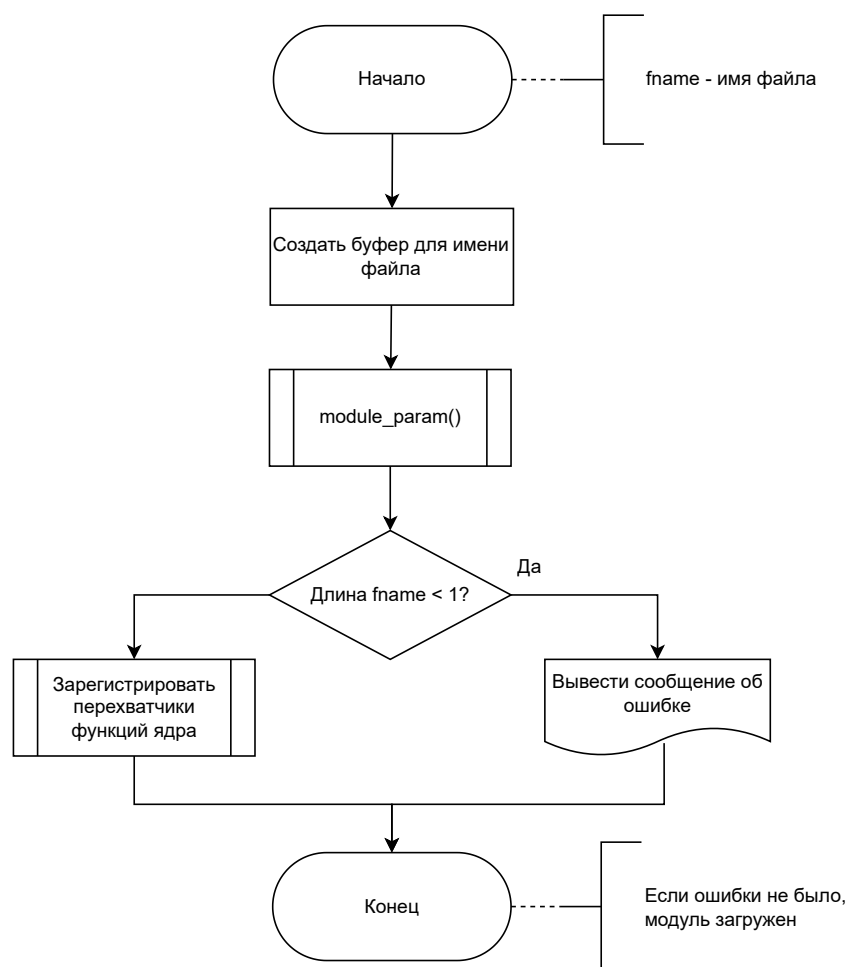 Начало
fname - имя файла
Создать буфер для имени
файла
module_param()
Да
Длина fname < 1?
Зарегистрировать
перехватчики
функций ядра
Вывести сообщение об
ошибке
Конец
Если ошибки не было,
модуль загружен